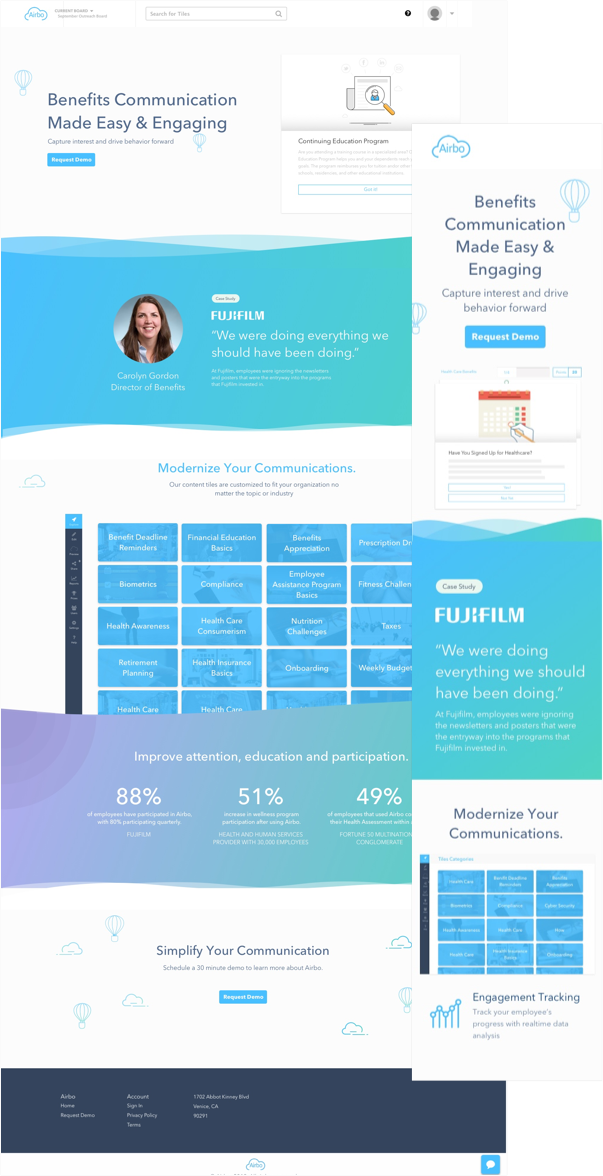 Airbo
CURRENT BOARD
September Outreach Board
Search for Tiles
Benefits Communication
Made Easy & Engaging
Capture interest and drive behavior forward
Request Demo
Continuing Education Program
Got It!
Case Study
FUJIFILM
“We were doing everything we
should have been doing.”
At Fujifilm, employees were ignoring the newsletters
and posters that were the entryway into the programs
that Fujifilm invested in.
Carolyn Gordon
Director of Benefits
Modernize Your Communications.
Our content tiles are customized to fit your organization no
matter the topic or industry
Benefit Deadline
Reminders
Financial Education
Basics
Benefits
Appreciation
Prescription Dr
Biometrics
Compliance
Employee
Assistance Program
Basics
Fitness Challen
Health Awareness
Health Care
Consumerism
Nutrition
Challenges
Taxes
Retirement
Planning
Health Insurance
Basics
Onboarding
Weekly Budget
Health Care
Health Care
Improve attention, education and participation.
88%
of employees have participated in Airbo,
with 80% participating quarterly.
FUJIFILM
51%
increase in wellness program
participation after using Airbo.
HEALTH AND HUMAN SERVICES
PROVIDER WITH 30,000 EMPLOYEES
49%
of employees that used Airbo co
their Health Assessment within
FORTUNE 50 MULTINATION
CONGLOMERATE
Simplify Your Communication
Schedule a 30 minute demo to learn more about Airbo.
Request Demo
Airbo
Home
Request Demo
Account
Sign In
Privacy Policy
Terms
1702 Abbot Kinney Blvd
Venice, CA
90291
Airbo
Airbo
Benefits
Communication
Made Easy &
Engaging
Capture interest and drive
behavior forward
Request Demo
Health Care Benefits
Have You Signed Up for Healthcare?
Case Study
FUJIFILM
“We were doing
everything we should
have been doing.”
At Fujifilm, employees were ignoring
the newsletters and posters that were
the entryway into the programs that
Fujifilm invested in.
Modernize Your
Communications.
Tiles Categories
Health Care
Benefit Deadline
Reminders
Benefits
Appreciation
Biometrics
Compliance
Cyber Security
Health Awareness
Health Care
Health Care
Health Insurance
Onboarding
Engagement Tracking
Track your employee's
progress with realtime data
analysis